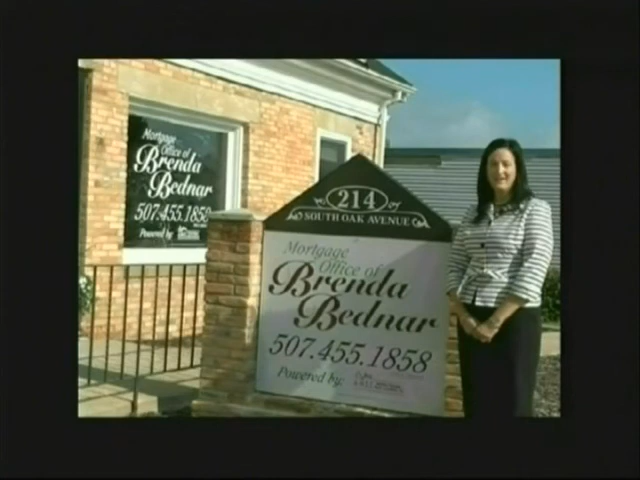 Mortgage
Office of
Brenda
Bednar
507.455.1858
Powered by:
214
SOUTH OAK AVENUE
Mortgage
Office of
Brenda
Bednar
507.455.1858
Powered by: